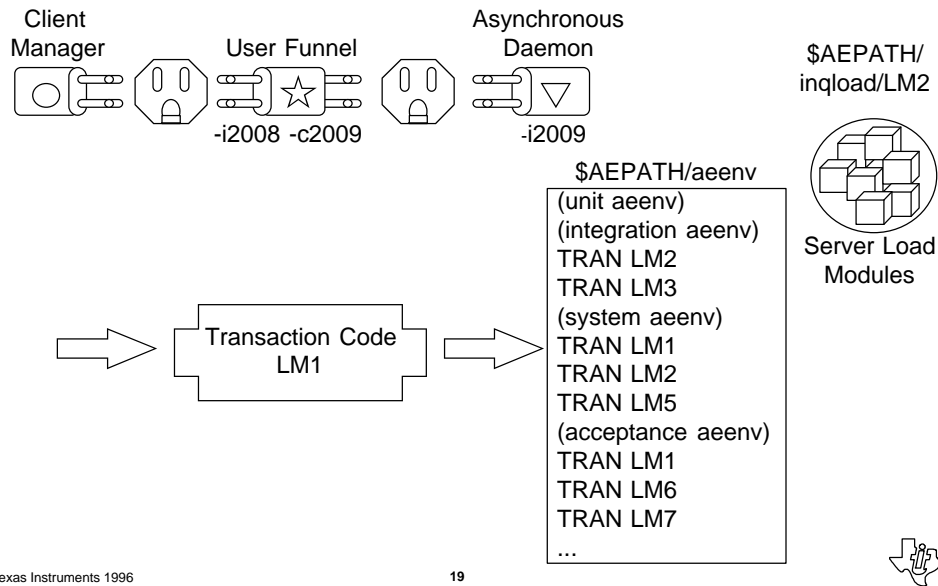 Client
Manager
User Funnel
Asynchronous
Daemon
$AEPATH/
inqload/LM2
-i2008 -c2009
-i2009
$AEPATH/aeenv
(unit aeenv)
(integration aeenv)
TRAN LM2
TRAN LM3
(system aeenv)
TRAN LM1
TRAN LM2
TRAN LM5
(acceptance aeenv)
TRAN LM1
TRAN LM6
TRAN LM7
...
Server Load
Modules
Transaction Code
LM1
exas Instruments 1996
19